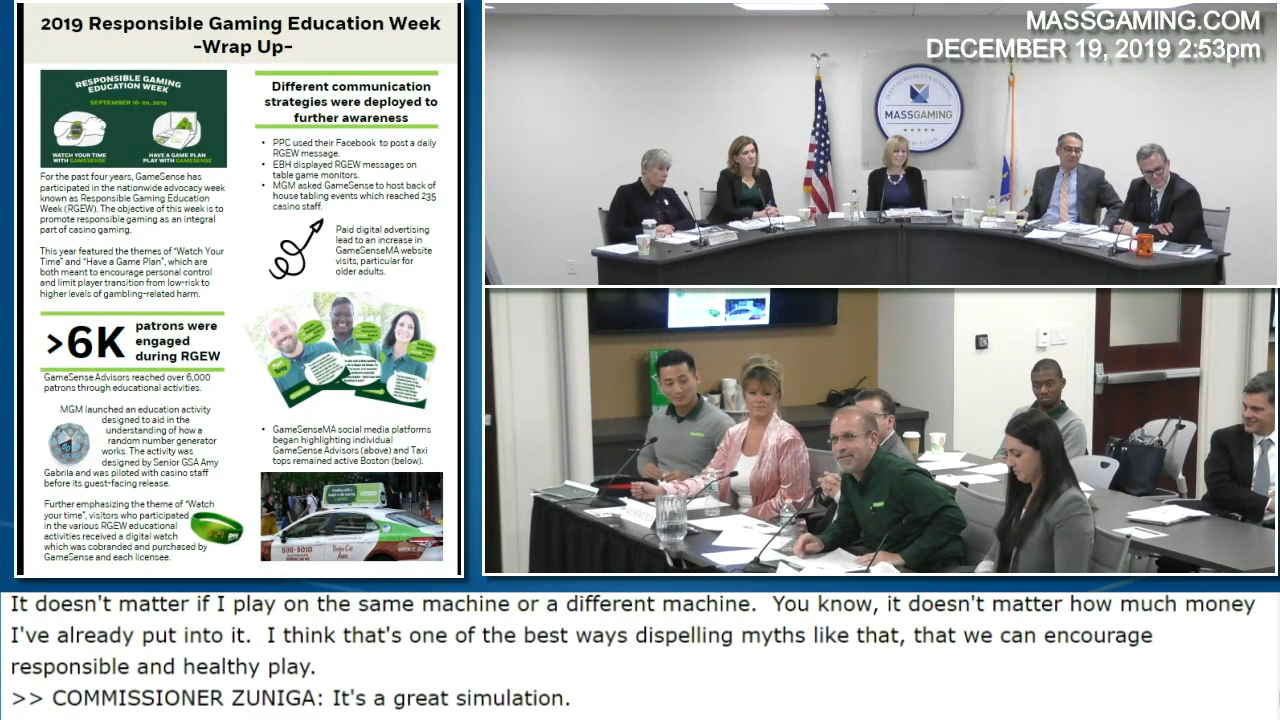 2019 Responsible Gaming Education Week
-Wrap Up-
RESPONSIBLE GAMING
EDUCATION WEEK
SEPTEMBER 16-20, 2019
WATCH YOUR TIME
WITH GAMESENSE
HAVE A GAME PLAN
PLAY WITH GAMESENSE
For the past four years, GameSense has
participated in the nationwide advocacy week
known as Responsible Gaming Education
Week (RGEW). The objective of this week is to
promote responsible gaming as an integral
part of casino gaming.
This year featured the themes of "Watch Your
Time" and "Have a Game Plan", which are
both meant to encourage personal control
and limit player transition from low-risk to
higher levels of gambling-related harm.
>6K
patrons were
engaged
during RGEW
GameSense Advisors reached over 6,000
patrons through educational activities.
MGM launched an education activity
designed to aid in the
understanding of how a
random number generator
works. The activity was
designed by Senior GSA Amy
Gabrila and was piloted with casino staff
before its guest-facing release.
Further emphasizing the theme of "Watch
your time", visitors who participated
in the various RGEW educational
activities received a digital watch
which was cobranded and purchased by
GameSense and each licensee.
Different communication
strategies were deployed to
further awareness
• PPC used their Facebook to post a daily
RGEW message.
• EBH displayed RGEW messages on
table game monitors.
• MGM asked GameSense to host back of
house tabling events which reached 235
casino staff.
Paid digital advertising
lead to an increase in
GameSenseMA website
visits, particular for
older adults.
• GameSenseMA social media platforms
began highlighting individual
GameSense Advisors (above) and Taxi
tops remained active Boston (below).
536-5010
MASSGAMING.COM
DECEMBER 19, 2019 2:53pm
MASSACHUSETTS GAMING
MASSGAMING
COMMISSION
It doesn't matter if I play on the same machine or a different machine.  You know, it doesn't matter how much money
I've already put into it.  I think that's one of the best ways dispelling myths like that, that we can encourage
responsible and healthy play.
>> COMMISSIONER ZUNIGA: It's a great simulation.